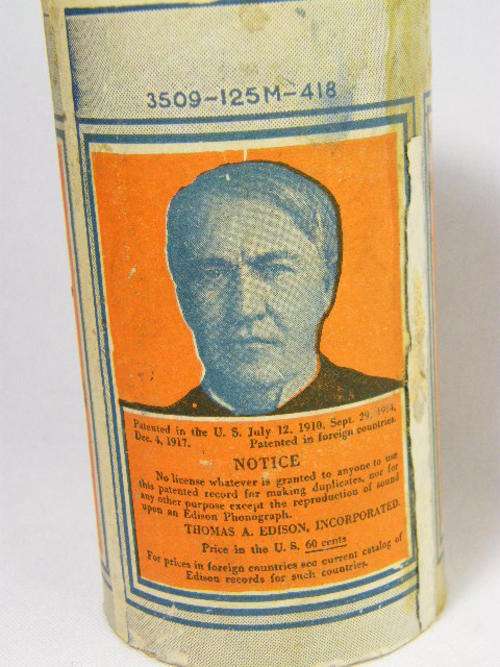 3509-125M-418
Patented in the U. S. July 12, 1910, Sept. 29, 1914,
Dec. 4, 1917. Patented in foreign countries.
NOTICE
No license whatever is granted to anyone to use
this patented record for making duplicates, nor for
any other purpose except the reproduction of sound
upon an Edison Phonograph.
THOMAS A. EDISON, INCORPORATED.
Price in the U. S. 60 cents
For prices in foreign countries see current catalog of
Edison records for such countries.